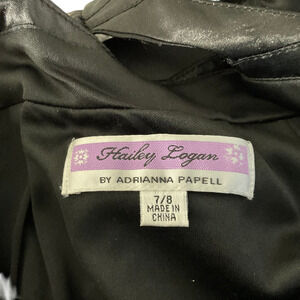 Hailey Logan
BY ADRIANNA PAPELL
7/8
MADE IN
CHINA